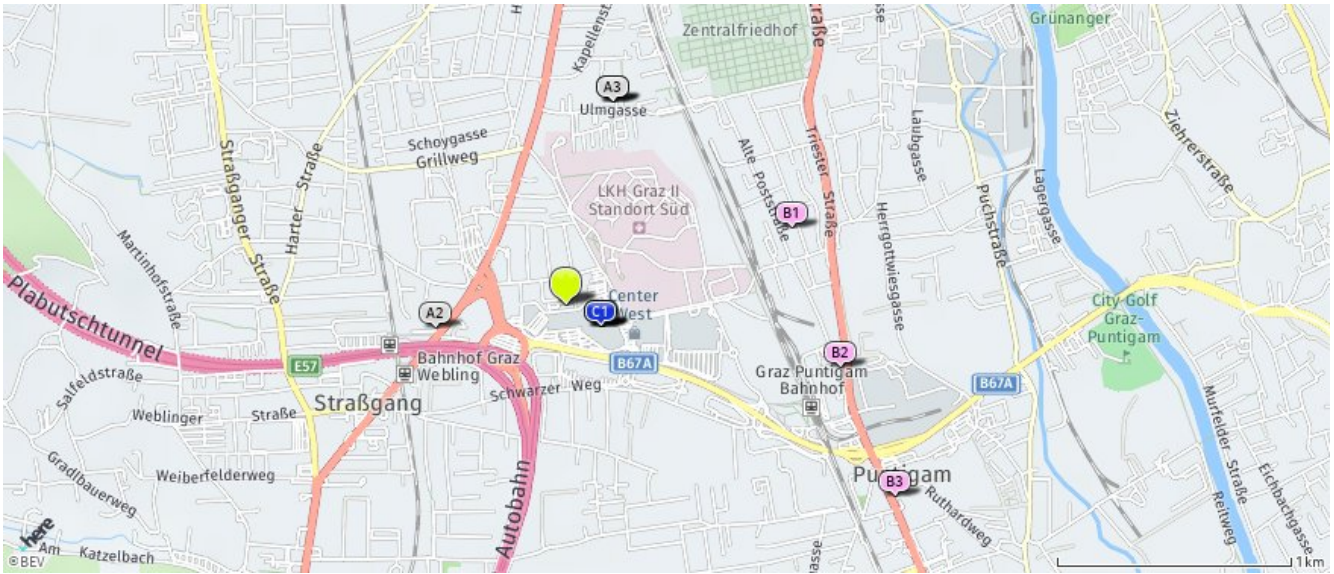 Grünanger
Zentralfriedhof
Kapellenst
H
Straße
A3
Ulmgasse
Schoygasse
Grillweg
Straßganger Straße
Harter Straße
LKH Graz II
Standort Süd
Alte Poststraße
B1
Triester Straße
Laubgasse
Herrgottwiesgasse
Puchstraße
Lagergasse
Ziehrerstraße
Martinhofstraße
Plabutschtunnel
A2
Center
West
C1
City Golf
Graz-
Puntigam
B2
E57
Bahnhof Graz
Webling
B67A
Graz Puntigam
Bahnhof
B67A
Salfeldstraße
Schwarzer Weg
Straßgang
Weblinger Straße
Weiberfelderweg
Gradlbauerweg
Autobahn
Puntigam
B3
Ruthardweg
Murfelder Straße
Eichbachgasse
Reitweg
gasse
here
Am Katzelbach
©BEV
1km